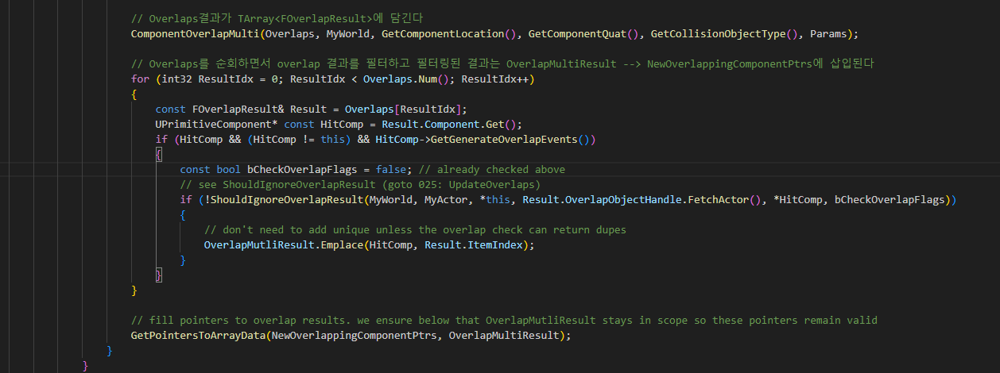 // Overlaps결과가 TArray<FOverlapResult>에 담긴다
ComponentOverlapMulti(Overlaps, MyWorld, GetComponentLocation(), GetComponentQuat(), GetCollisionObjectType(), Params);
// Overlaps를 순회하면서 overlap 결과를 필터하고 필터링된 결과는 OverlapMultiResult --> NewOverlappingComponentPtrs에 삽입된다
for (int32 ResultIdx = 0; ResultIdx < Overlaps.Num(); ResultIdx++)
{
const FOverlapResult& Result = Overlaps[ResultIdx];
UPrimitiveComponent* const HitComp = Result.Component.Get();
if (HitComp && (HitComp != this) && HitComp->GetGenerateOverlapEvents())
{
const bool bCheckOverlapFlags = false; // already checked above
// see ShouldIgnoreOverlapResult (goto 025: UpdateOverlaps)
if (!ShouldIgnoreOverlapResult(MyWorld, MyActor, *this, Result.OverlapObjectHandle.FetchActor(), *HitComp, bCheckOverlapFlags))
{
// don't need to add unique unless the overlap check can return dupes
OverlapMutliResult.Emplace(HitComp, Result.ItemIndex);
}
}
}
// fill pointers to overlap results. we ensure below that OverlapMutliResult stays in scope so these pointers remain valid
GetPointersToArrayData(NewOverlappingComponentPtrs, OverlapMultiResult);
}
}